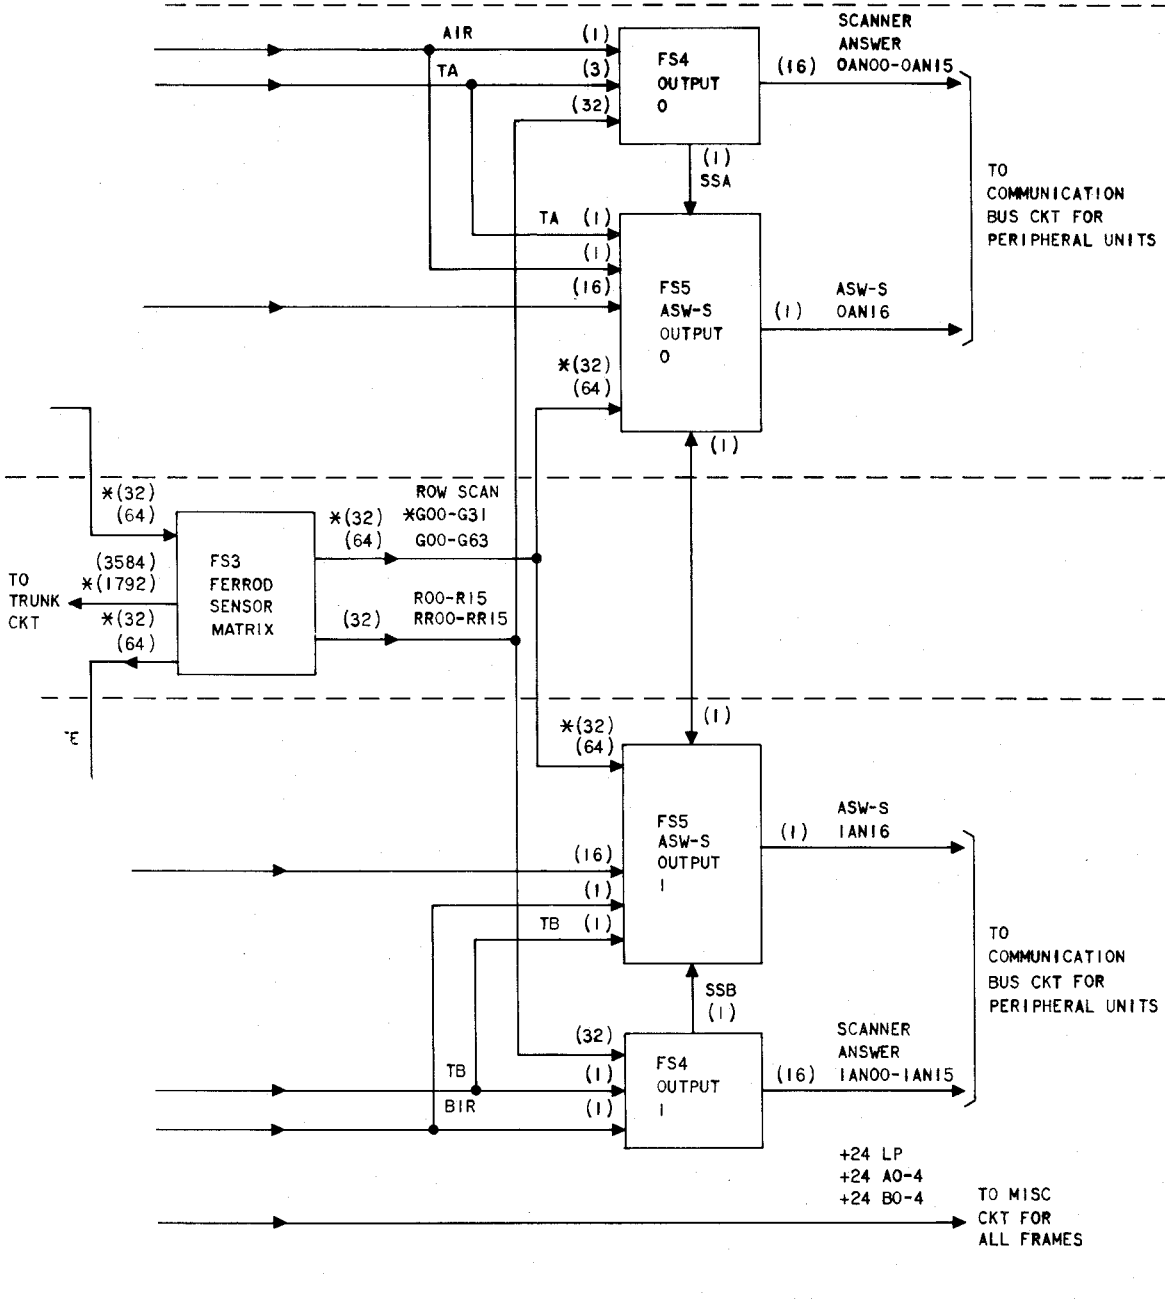 AIR
(1)
TA
(3)
(32)
FS4
OUTPUT
0
(16)
SCANNER
ANSWER
0AN00-0AN15
(1)
SSA
TO
COMMUNICATION
BUS CKT FOR
PERIPHERAL UNITS
TA (1)
(1)
(16)
FS5
ASW-S
OUTPUT
0
(1)
ASW-S
0AN16
*(32)
(64)
(1)
*(32)
(64)
(3584)
*(1792)
TO
TRUNK
CKT
*(32)
(64)
FS3
FERROD
SENSOR
MATRIX
*(32)
(64)
ROW SCAN
*G00-G31
G00-G63
(32)
R00-R15
RR00-RR15
(1)
*(32)
(64)
FS5
ASW-S
OUTPUT
1
(1)
ASW-S
1AN16
(16)
(1)
TB (1)
TO
COMMUNICATION
BUS CKT FOR
PERIPHERAL UNITS
SSB
(1)
(32)
TB
(1)
BIR
(1)
FS4
OUTPUT
1
(16)
SCANNER
ANSWER
1AN00-1AN15
+24 LP
+24 A0-4
+24 B0-4
TO MISC
CKT FOR
ALL FRAMES